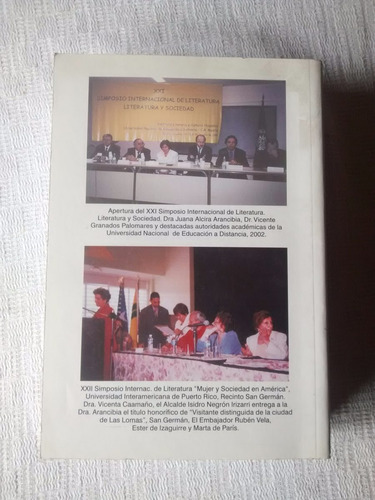 XXI
SIMPOSIO INTERNACIONAL DE LITERATURA
LITERATURA Y SOCIEDAD
Apertura del XXI Simposio Internacional de Literatura
Literatura y Sociedad, Dra Juana Alcira Arancibia, Dr. Vicente
Granados Palomares y destacadas autoridades académicas de la
Universidad Nacional de Educación a Distancia, 2002.
XXII Simposio Internac. de Literatura "Mujer y Sociedad en América",
Universidad Interamericana de Puerto Rico, Recinto San Germán.
Dra. Vicenta Caamaño, el Alcalde Isidro Negrón Irizarri entrega a la
Dra. Arancibia el título honorífico de "Visitante distinguida de la ciudad
de Las Lomas", San Germán, El Embajador Rubén Vela,
Ester de Izaguirre y Marta de París.